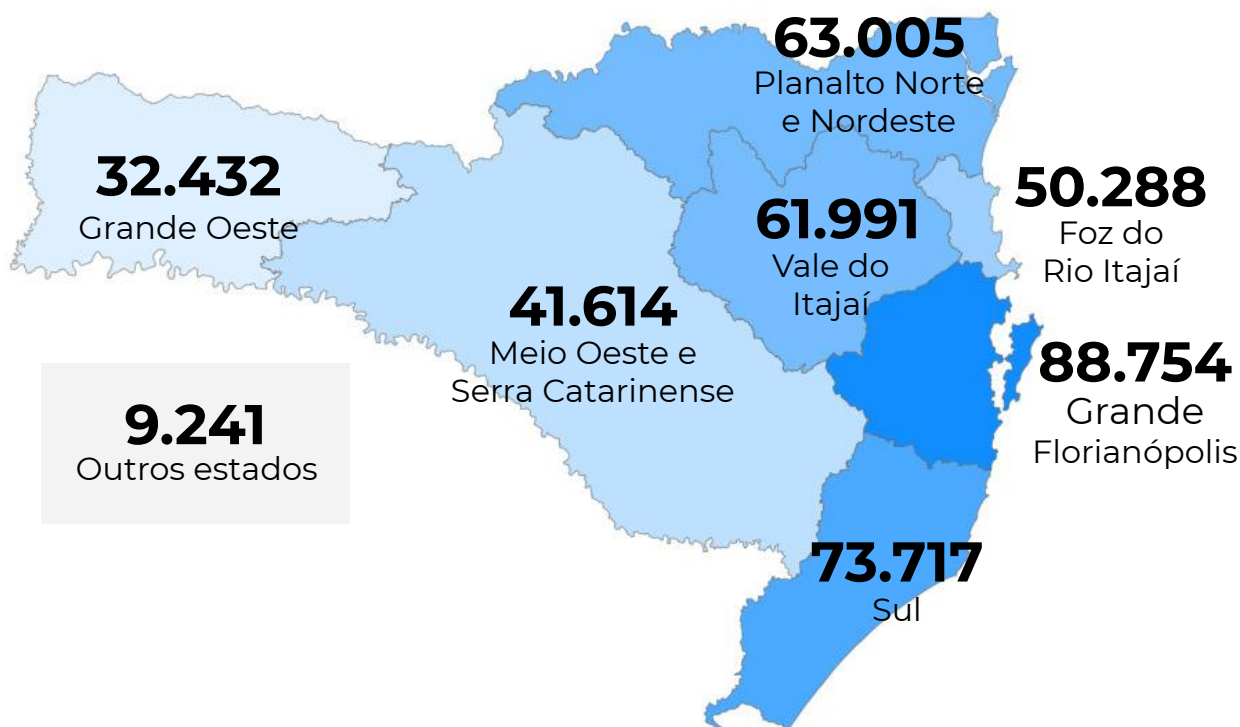 63.005
Planalto Norte
e Nordeste
32.432
Grande Oeste
50.288
Foz do
Rio Itajaí
61.991
Vale do
Itajaí
41.614
Meio Oeste e
Serra Catarinense
88.754
Grande
Florianópolis
9.241
Outros estados
73.717
Sul